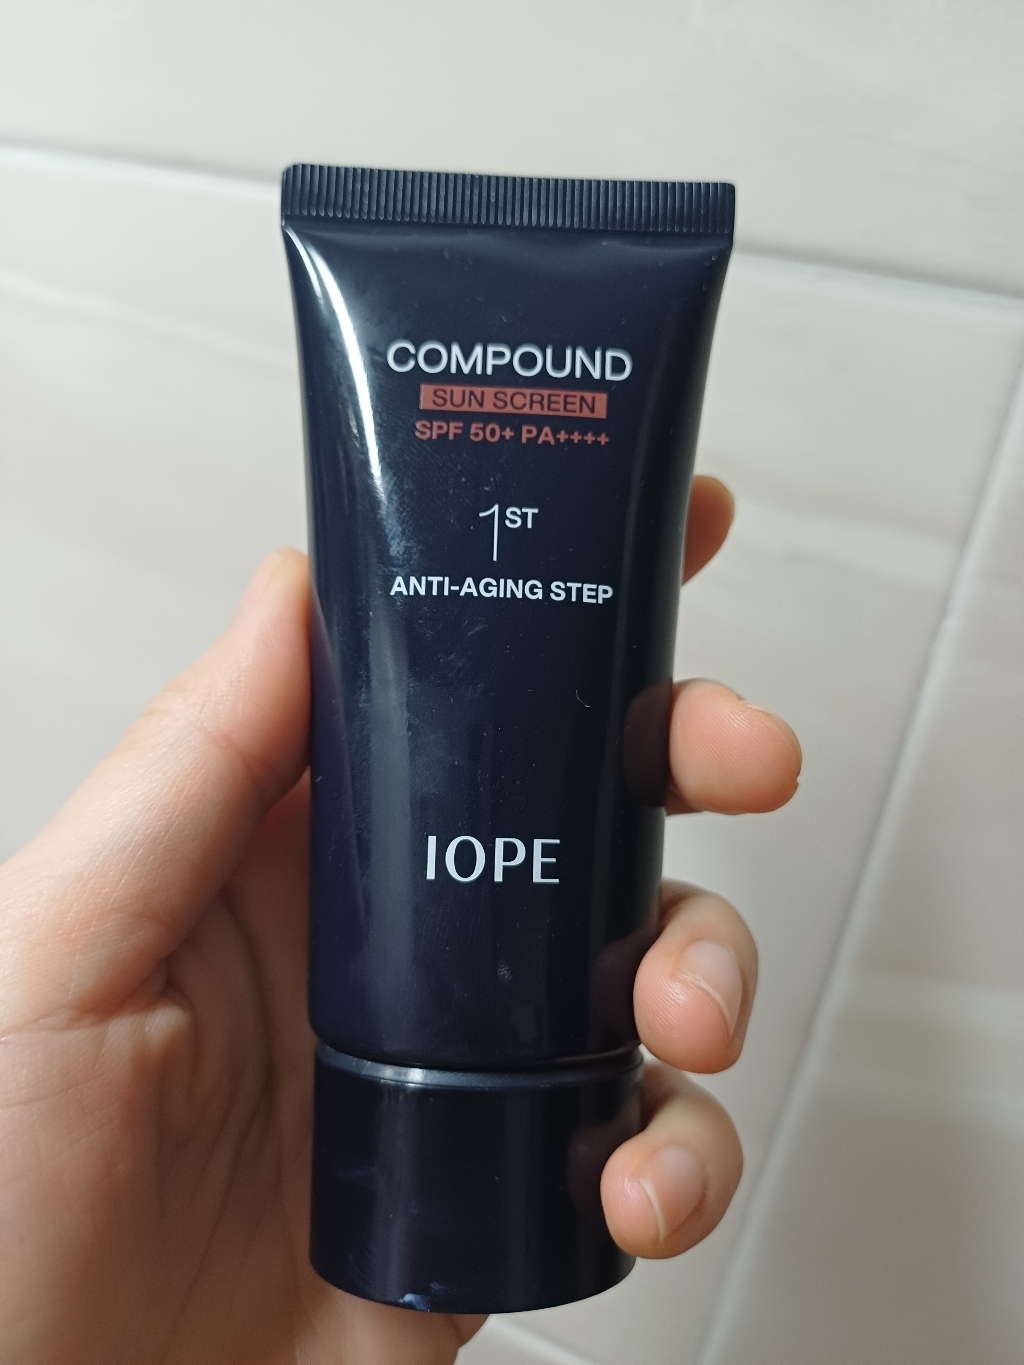 COMPOUND
SUN SCREEN
SPF 50+ PA++++
1ST
ANTI-AGING STEP
IOPE